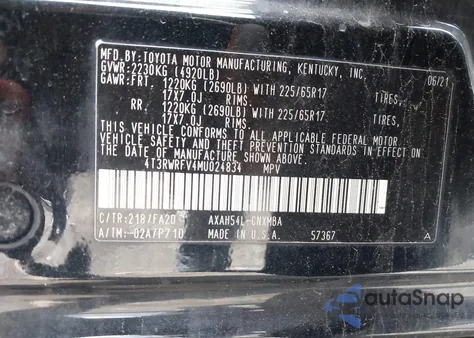 MFD. BY: TOYOTA MOTOR MANUFACTURING, KENTUCKY, INC.
GVWR: 2230KG (4920LB) 06/21
GAWR: FRT. 1220KG (2690LB) WITH 225/65R17 TIRES,
17X7.0J RIMS.
RR. 1220KG (2690LB) WITH 225/65R17 TIRES,
17X7.0J RIMS.
THIS VEHICLE CONFORMS TO ALL APPLICABLE FEDERAL MOTOR
VEHICLE SAFETY, BUMPER, AND THEFT PREVENTION STANDARDS
IN EFFECT ON THE DATE OF MANUFACTURE SHOWN ABOVE.
4T3RWRFV4MU024834 MPV
C/TR:218/FA20 AXAH54L-CNXMBA
A/TM:-02A/P710 MADE IN U.S.A. 57367 A
autoSnap